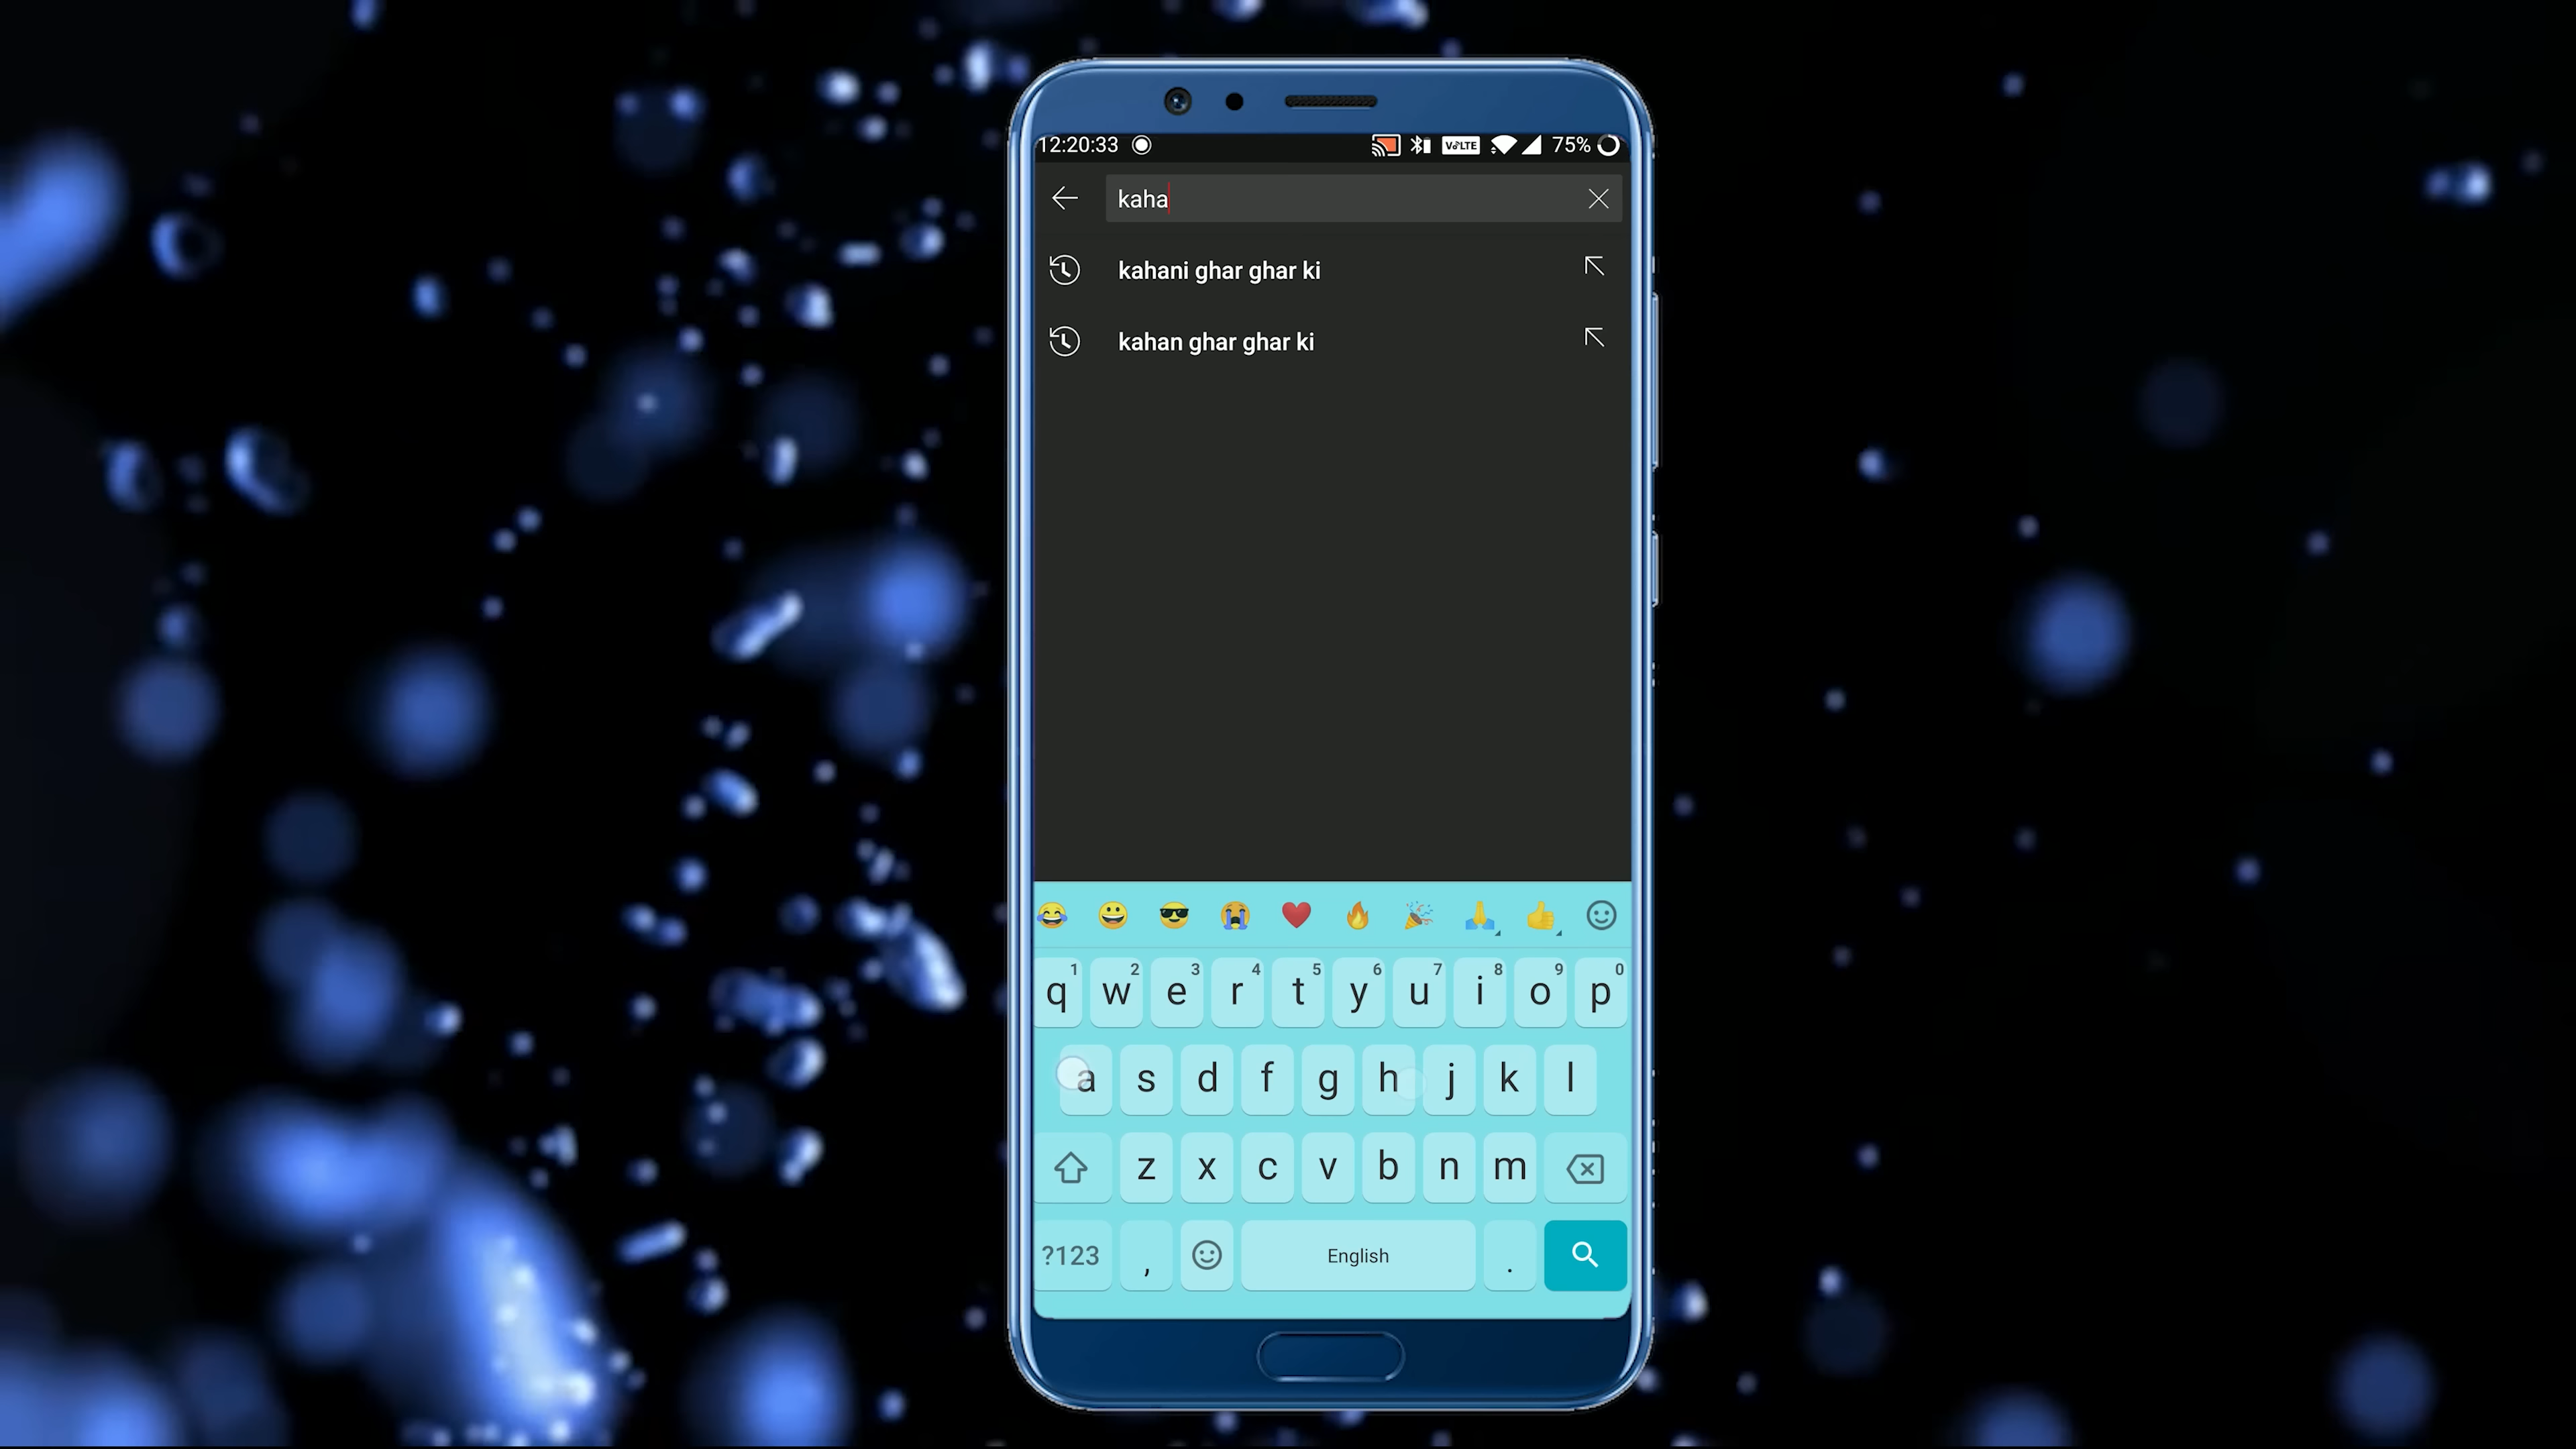 12:20:33 VoLTE 75%
kaha
kahani ghar ghar ki
kahan ghar ghar ki
1 2 3 4 5 6 7 8 9 0
q w e r t y u i o p
a s d f g h j k l
z x c v b n m
?123 , English .